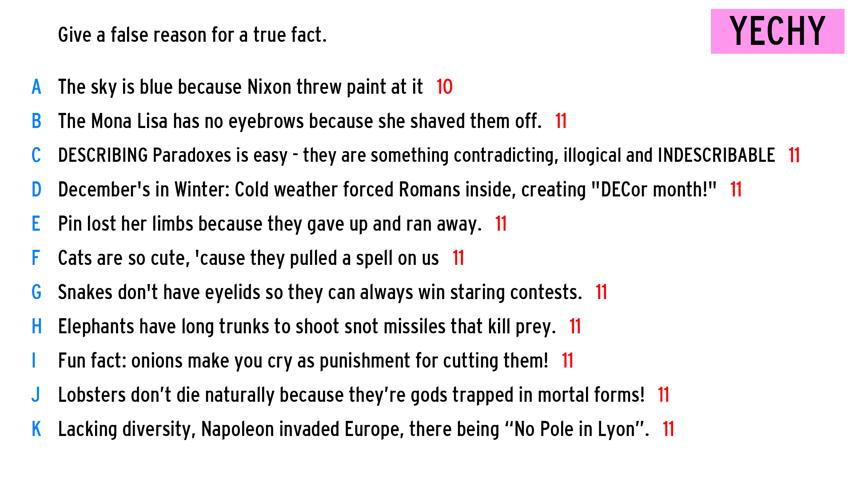 Give a false reason for a true fact.
YECHY
A The sky is blue because Nixon threw paint at it 10
B The Mona Lisa has no eyebrows because she shaved them off. 11
C DESCRIBING Paradoxes is easy - they are something contradicting, illogical and INDESCRIBABLE 11
D December's in Winter: Cold weather forced Romans inside, creating "DECor month!" 11
E Pin lost her limbs because they gave up and ran away. 11
F Cats are so cute, 'cause they pulled a spell on us 11
G Snakes don't have eyelids so they can always win staring contests. 11
H Elephants have long trunks to shoot snot missiles that kill prey. 11
I Fun fact: onions make you cry as punishment for cutting them! 11
J Lobsters don’t die naturally because they’re gods trapped in mortal forms! 11
K Lacking diversity, Napoleon invaded Europe, there being “No Pole in Lyon”. 11